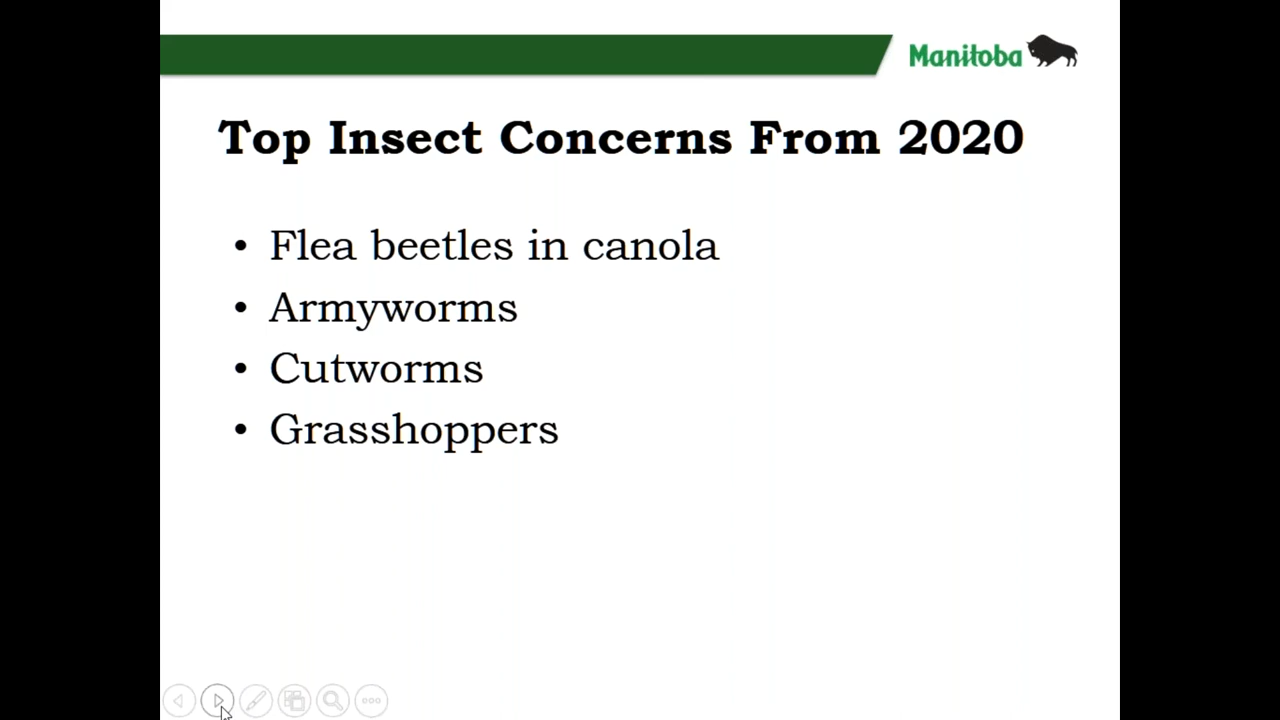 Manitoba
Top Insect Concerns From 2020
• Flea beetles in canola
• Armyworms
• Cutworms
• Grasshoppers